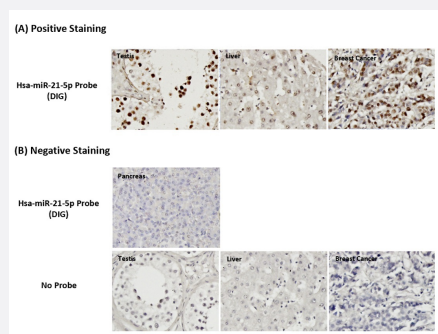 (A) Positive Staining
Testis
Liver
Breast Cancer
Hsa-miR-21-5p Probe
(DIG)
(B) Negative Staining
Pancreas
Hsa-miR-21-5p Probe
(DIG)
Testis
Liver
Breast Cancer
No Probe